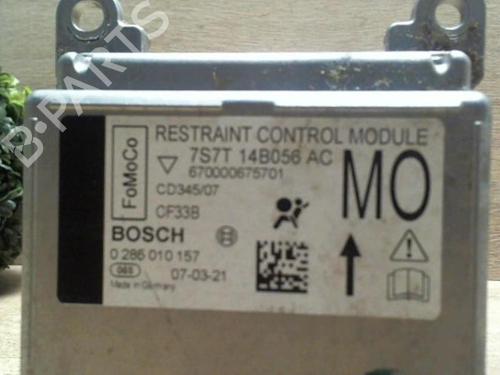 RESTRAINT CONTROL MODULE
FoMoCo
7S7T 14B056 AC
670000675701
CD345/07
CF33B
MO
BOSCH
0 285 010 157
065 07-03-21
Made in Germany
B-PARTS